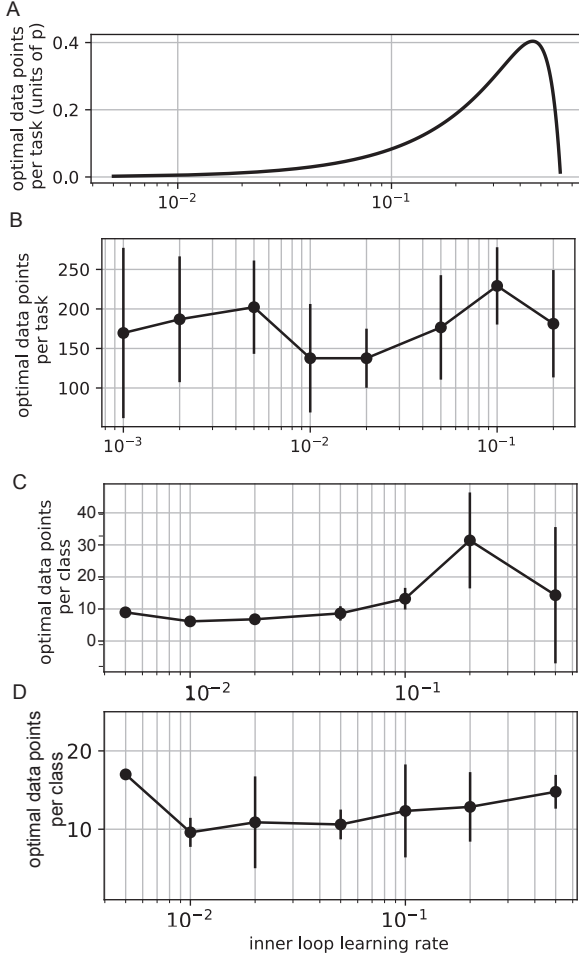 A
optimal data points
per task (units of p)
0.4
0.2
0.0
10⁻²
10⁻¹
B
optimal data points
per task
250
200
150
100
10⁻³
10⁻²
10⁻¹
C
optimal data points
per class
40
30
20
10
0
10⁻²
10⁻¹
D
optimal data points
per class
20
10
10⁻²
10⁻¹
inner loop learning rate